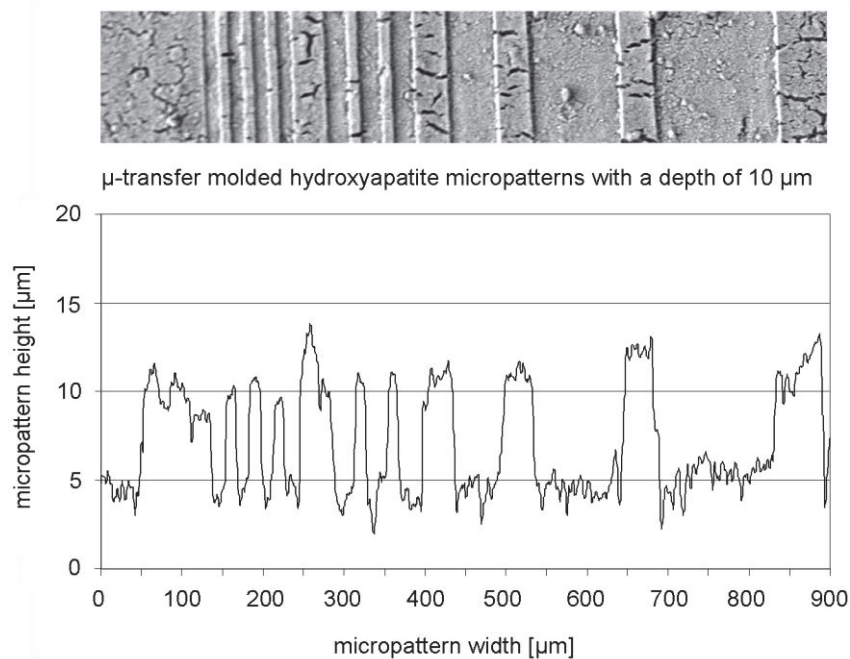 µ-transfer molded hydroxyapatite micropatterns with a depth of 10 µm
20
15
10
5
0
micropattern height [µm]
0 100 200 300 400 500 600 700 800 900
micropattern width [µm]